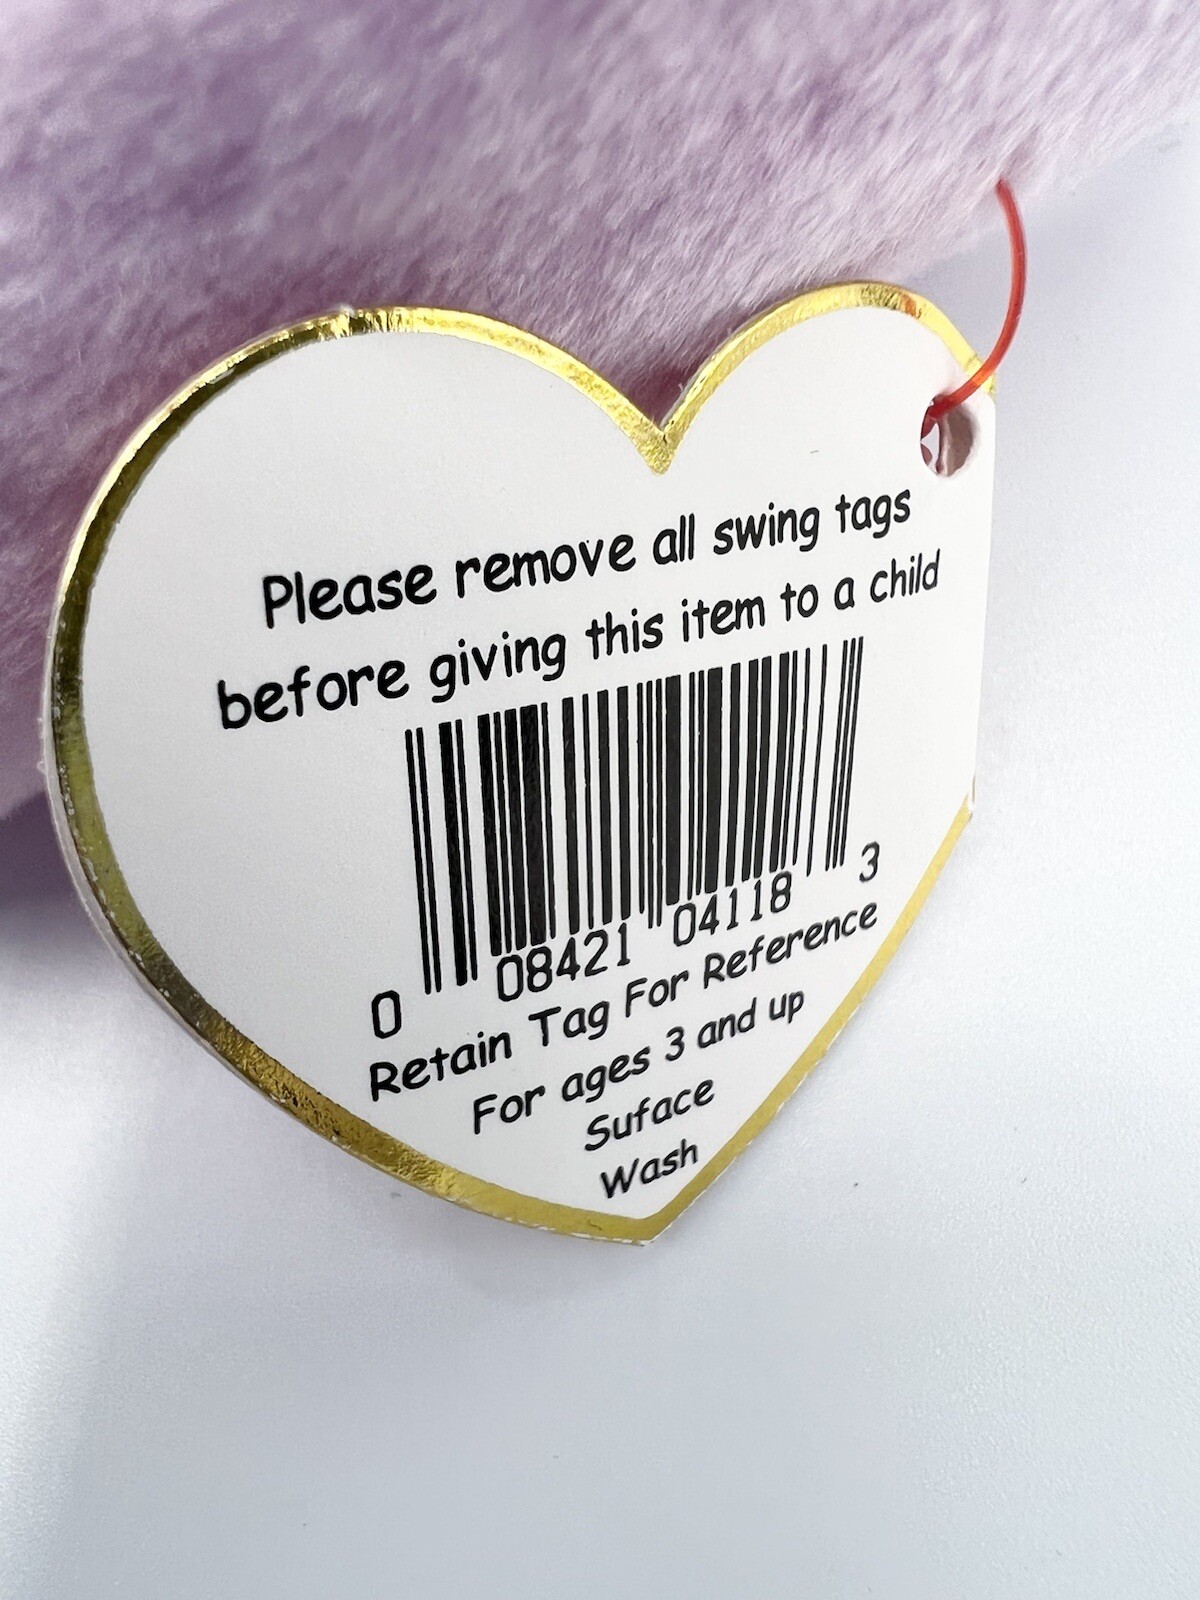 Please remove all swing tags
before giving this item to a child
0 08421 04118 3
Retain Tag For Reference
For ages 3 and up
Suface
Wash